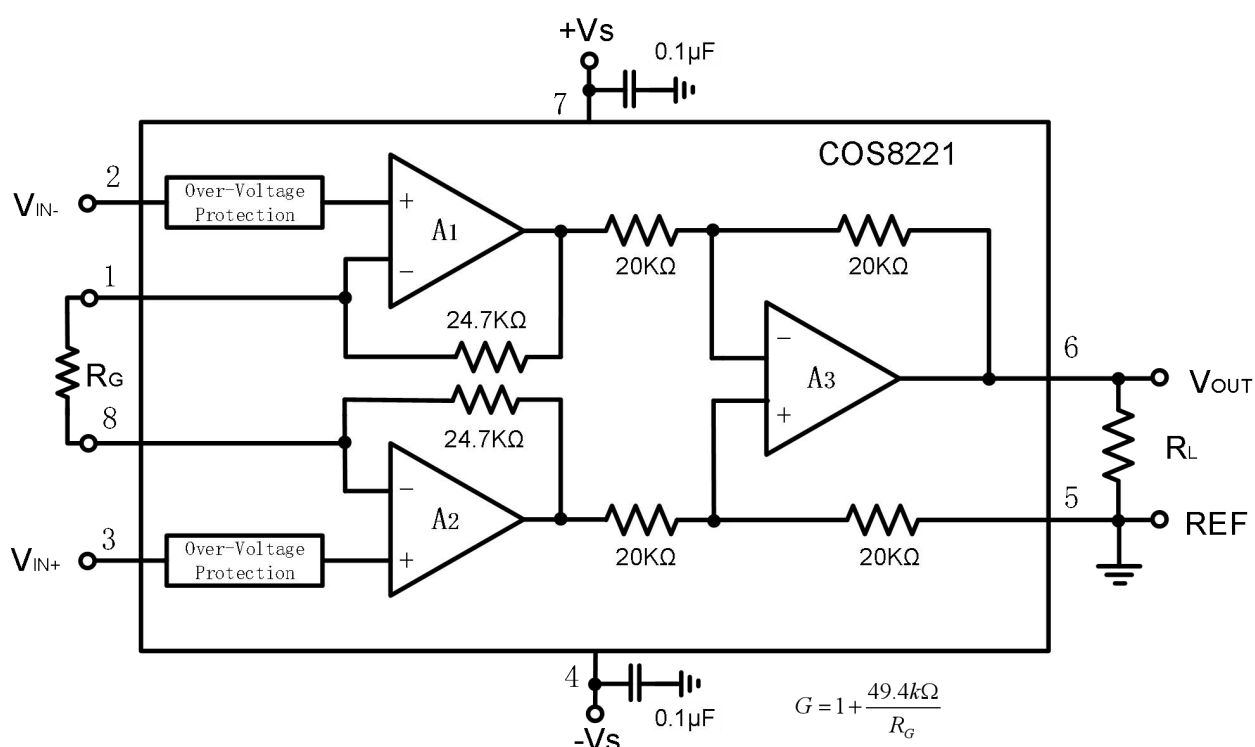 +Vs
0.1μF
7
COS8221
2
VIN-
Over-Voltage
Protection
+
A1
−
20KΩ
20KΩ
1
24.7KΩ
RG
8
24.7KΩ
−
A3
+
6
VOUT
RL
−
A2
+
20KΩ
20KΩ
5
REF
3
VIN+
Over-Voltage
Protection
4
0.1μF
-Vs
G = 1 + 49.4kΩ / RG